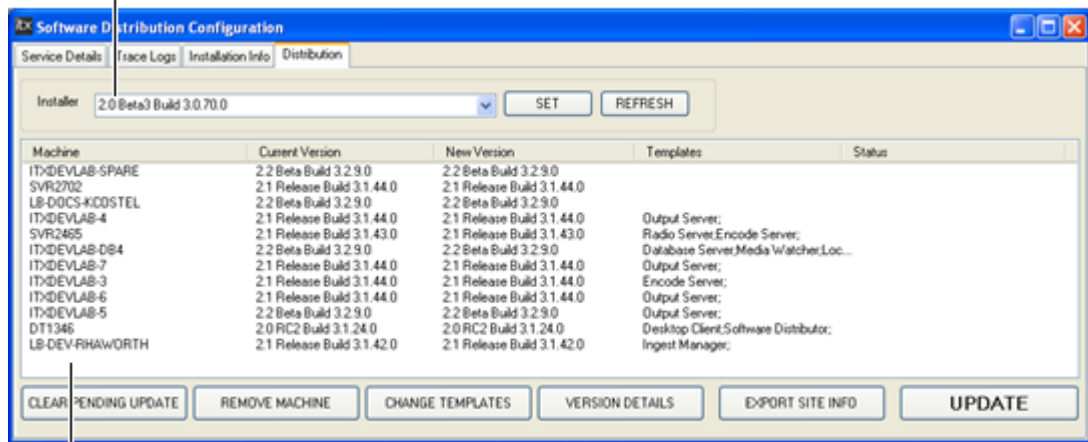 Software Distribution Configuration
Service Details Trace Logs Installation Info Distribution
Installer 2.0 Beta3 Build 3.0.70.0 SET REFRESH
Machine Current Version New Version Templates Status
ITXDEVLAB-SPARE 2.2 Beta Build 3.2.9.0 2.2 Beta Build 3.2.9.0
SVR2702 2.1 Release Build 3.1.44.0 2.1 Release Build 3.1.44.0
LB-DOCS-KCOSTEL 2.2 Beta Build 3.2.9.0 2.2 Beta Build 3.2.9.0
ITXDEVLAB-4 2.1 Release Build 3.1.44.0 2.1 Release Build 3.1.44.0 Output Server;
SVR2465 2.1 Release Build 3.1.43.0 2.1 Release Build 3.1.43.0 Radio Server;Encode Server;
ITXDEVLAB-DB4 2.2 Beta Build 3.2.9.0 2.2 Beta Build 3.2.9.0 Database Server;Media Watcher;Loc...
ITXDEVLAB-7 2.1 Release Build 3.1.44.0 2.1 Release Build 3.1.44.0 Output Server;
ITXDEVLAB-3 2.1 Release Build 3.1.44.0 2.1 Release Build 3.1.44.0 Encode Server;
ITXDEVLAB-6 2.1 Release Build 3.1.44.0 2.1 Release Build 3.1.44.0 Output Server;
ITXDEVLAB-5 2.2 Beta Build 3.2.9.0 2.2 Beta Build 3.2.9.0 Output Server;
DT1346 2.0 RC2 Build 3.1.24.0 2.0 RC2 Build 3.1.24.0 Desktop Client;Software Distributor;
LB-DEV-RHAWORTH 2.1 Release Build 3.1.42.0 2.1 Release Build 3.1.42.0 Ingest Manager;
CLEAR PENDING UPDATE REMOVE MACHINE CHANGE TEMPLATES VERSION DETAILS EXPORT SITE INFO UPDATE